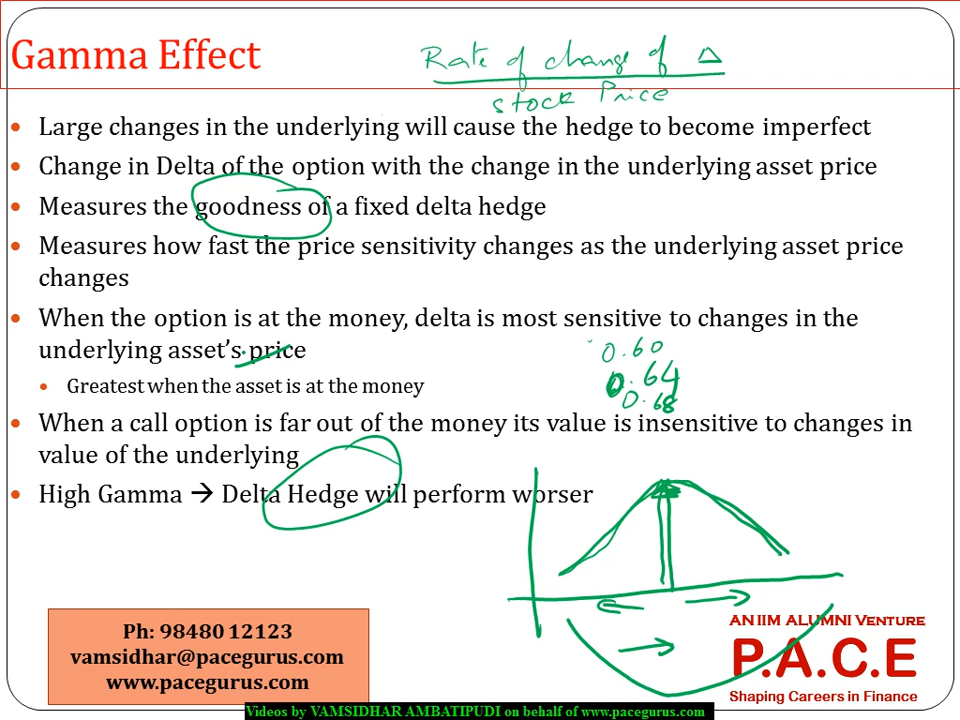 Gamma Effect
Rate of change of Δ
stock Price
• Large changes in the underlying will cause the hedge to become imperfect
• Change in Delta of the option with the change in the underlying asset price
• Measures the goodness of a fixed delta hedge
• Measures how fast the price sensitivity changes as the underlying asset price
changes
• When the option is at the money, delta is most sensitive to changes in the
underlying asset's price
0.60
• Greatest when the asset is at the money
0.64
0.68
• When a call option is far out of the money its value is insensitive to changes in
value of the underlying
• High Gamma → Delta Hedge will perform worser
Ph: 98480 12123
vamsidhar@pacegurus.com
www.pacegurus.com
AN IIM ALUMNI VENTURE
P.A.C.E
Shaping Careers in Finance
Videos by VAMSIDHAR AMBATIPUDI on behalf of www.pacegurus.com